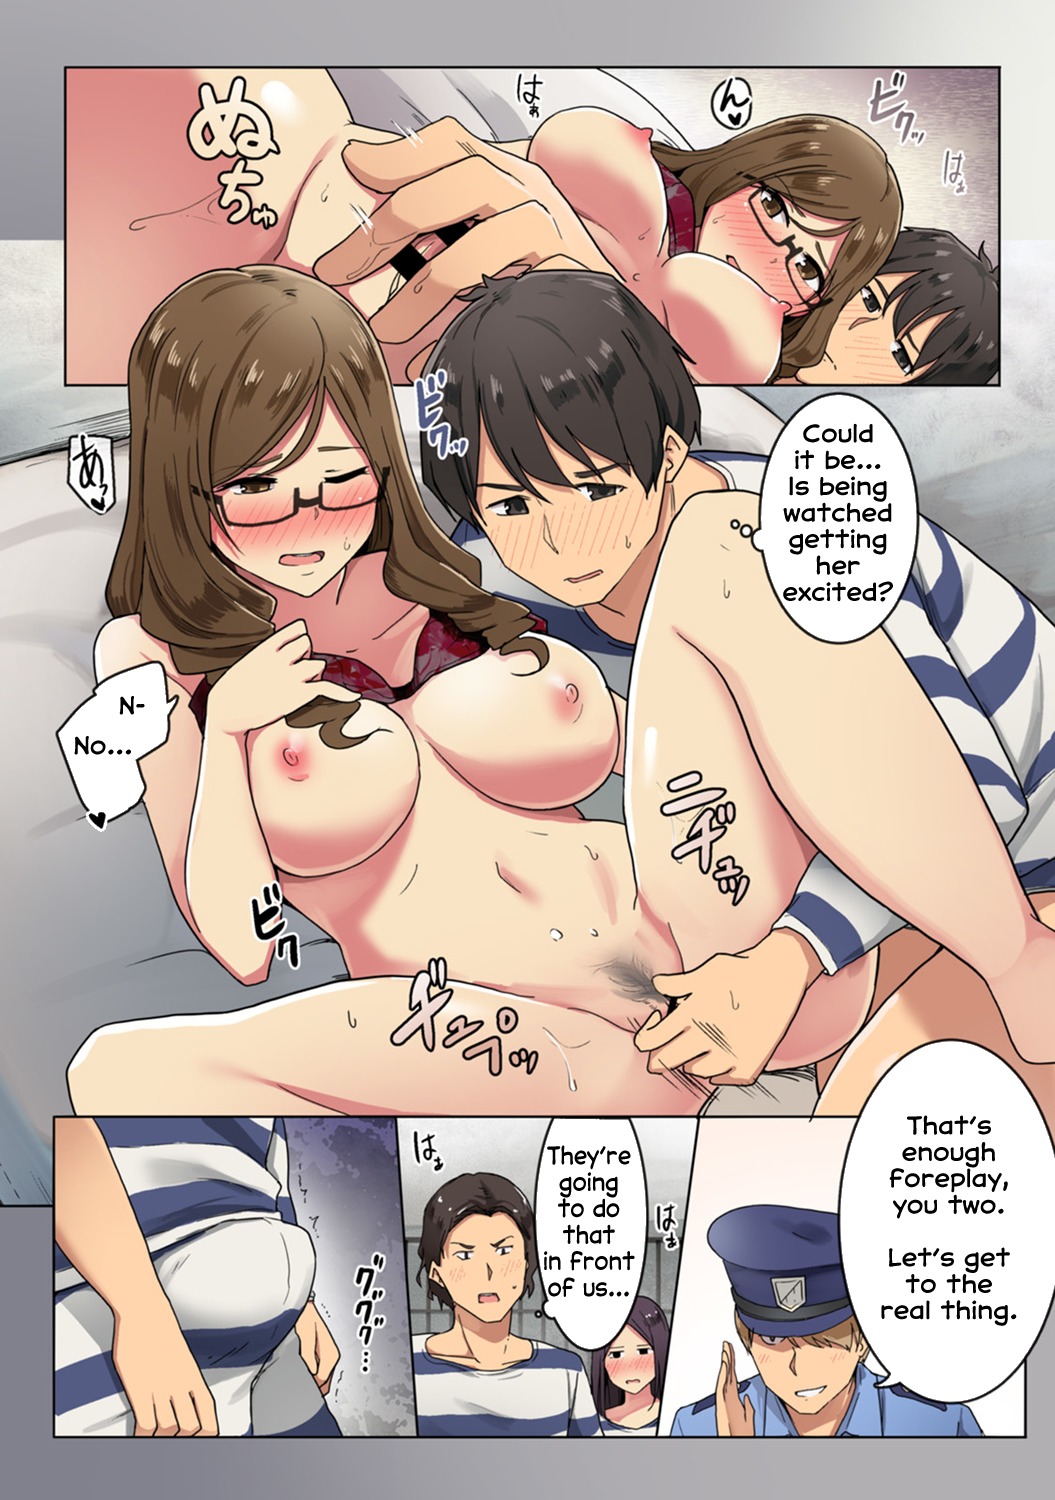 ぬちゅ
はぁ
ん
ビクッ
はぁ
ビクッ
あっ
Could
it be...
Is being
watched
getting
her
excited?
N-
No...
ニヂュッ
ビク
ギュプッ
That's
enough
foreplay,
you two.
Let's get
to the
real thing.
はぁ
They're
going
to do
that
in front
of us...
はぁ
ググググ...